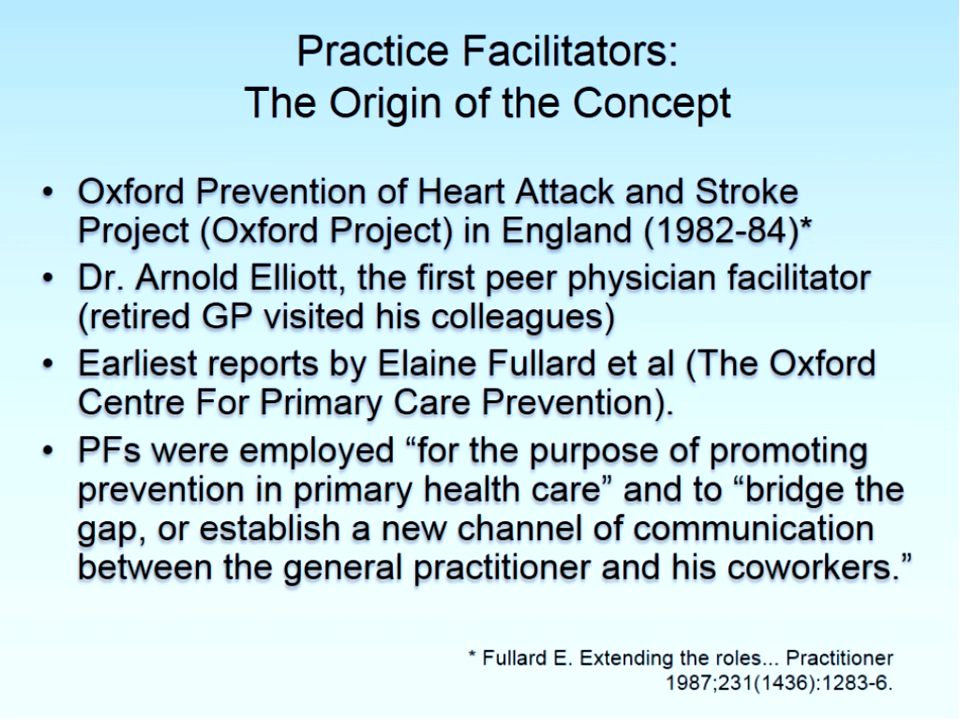 Practice Facilitators:
The Origin of the Concept
• Oxford Prevention of Heart Attack and Stroke
Project (Oxford Project) in England (1982-84)*
• Dr. Arnold Elliott, the first peer physician facilitator
(retired GP visited his colleagues)
• Earliest reports by Elaine Fullard et al (The Oxford
Centre For Primary Care Prevention).
• PFs were employed “for the purpose of promoting
prevention in primary health care” and to “bridge the
gap, or establish a new channel of communication
between the general practitioner and his coworkers.”
* Fullard E. Extending the roles... Practitioner
1987;231(1436):1283-6.